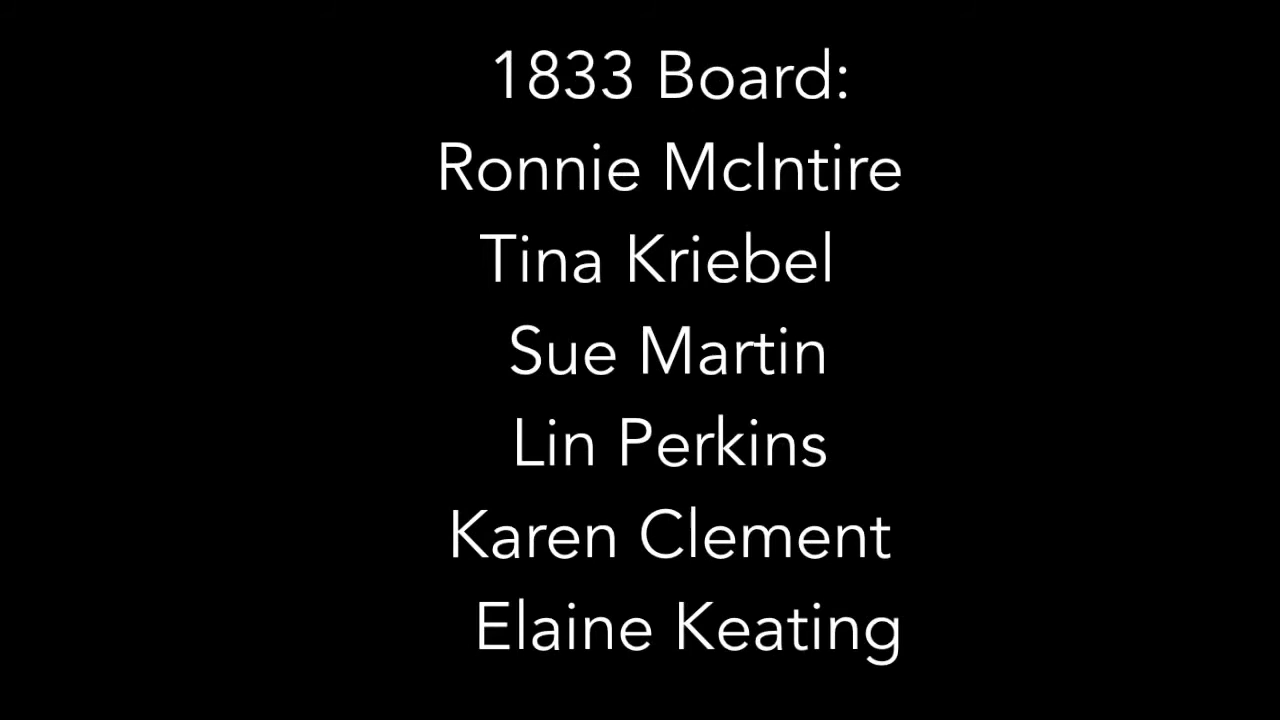 1833 Board:
Ronnie McIntire
Tina Kriebel
Sue Martin
Lin Perkins
Karen Clement
Elaine Keating